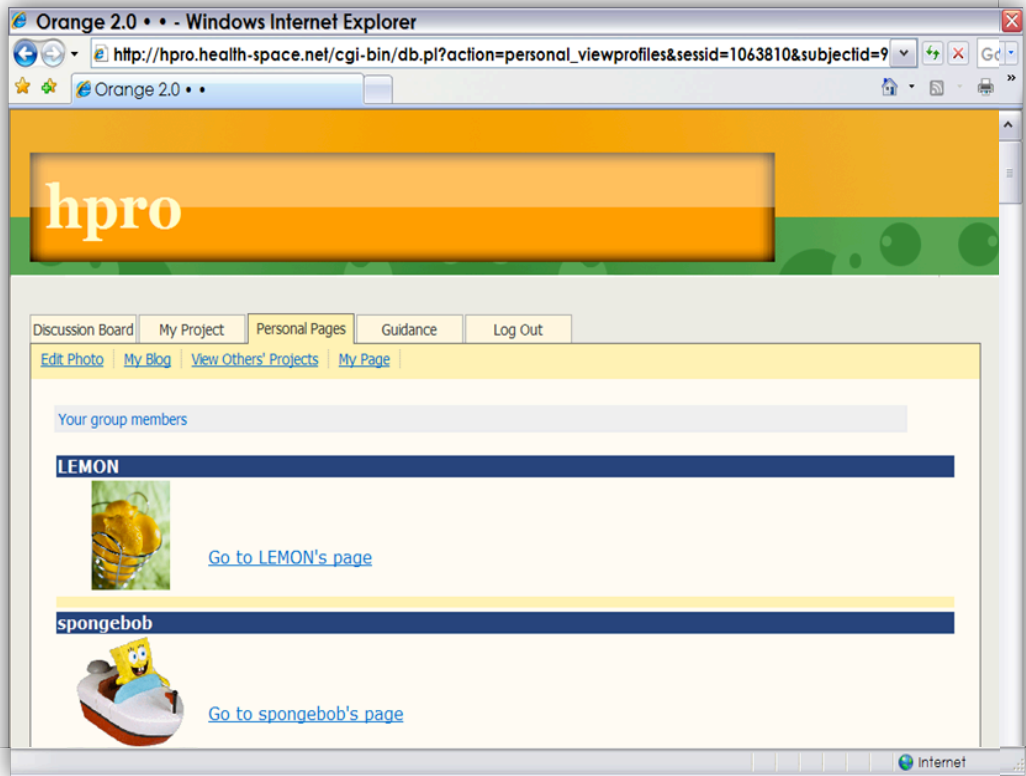 Orange 2.0 • • - Windows Internet Explorer
http://hpro.health-space.net/cgi-bin/db.pl?action=personal_viewprofiles&sessid=1063810&subjectid=9
Orange 2.0 • •
hpro
Discussion Board My Project Personal Pages Guidance Log Out
Edit Photo My Blog View Others' Projects My Page
Your group members
LEMON
Go to LEMON's page
spongebob
Go to spongebob's page
Internet